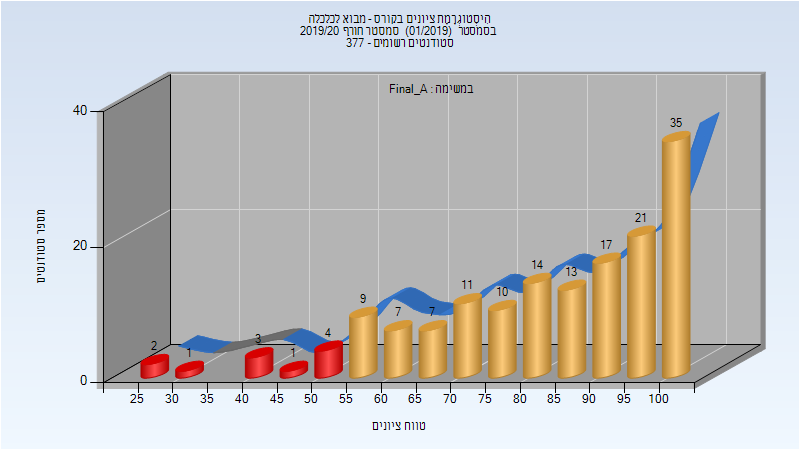 היסטוגרמת ציונים בקורס - מבוא לכלכלה
בסמסטר (01/2019) סמסטר חורף 2019/20
סטודנטים רשומים - 377
במשימה : Final_A
מספר סטודנטים
40
20
0
2
1
3
1
4
9
7
7
11
10
14
13
17
21
35
25 30 35 40 45 50 55 60 65 70 75 80 85 90 95 100
טווח ציונים